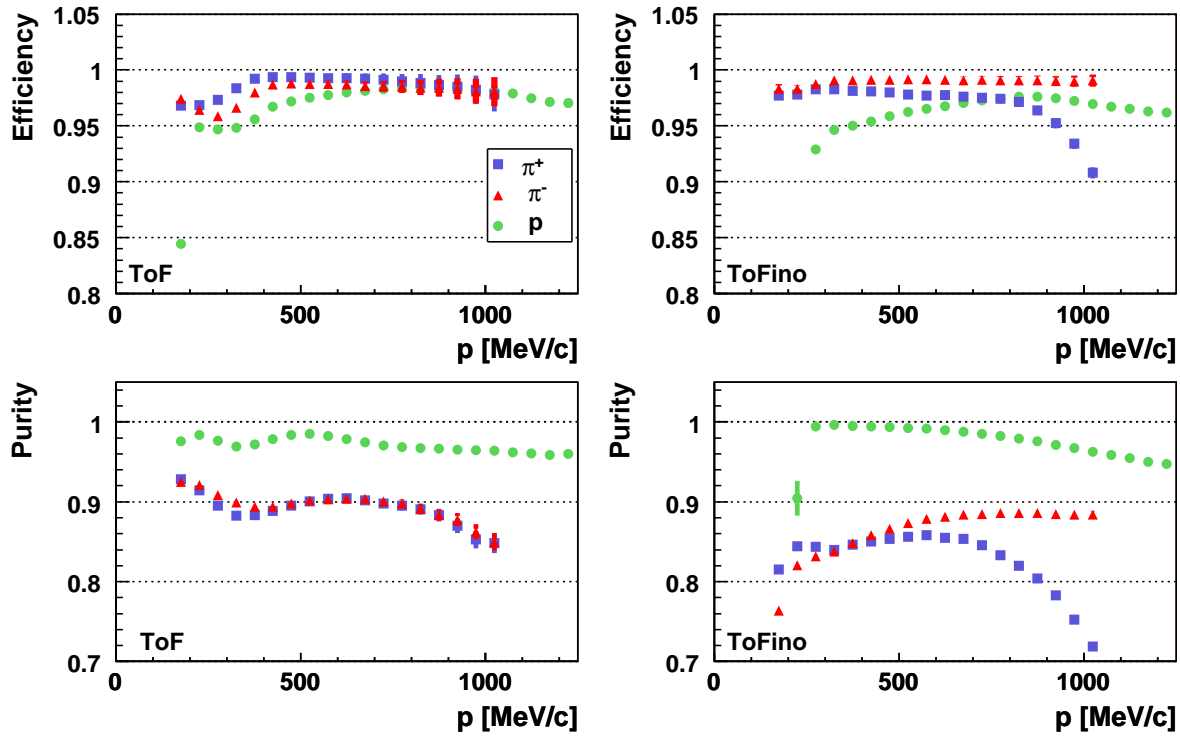 Efficiency
1.05
1
0.95
0.9
0.85
0.8
π⁺
π⁻
p
ToF
0 500 1000
p [MeV/c]
Efficiency
1.05
1
0.95
0.9
0.85
0.8
ToFino
0 500 1000
p [MeV/c]
Purity
1
0.9
0.8
0.7
ToF
0 500 1000
p [MeV/c]
Purity
1
0.9
0.8
0.7
ToFino
0 500 1000
p [MeV/c]